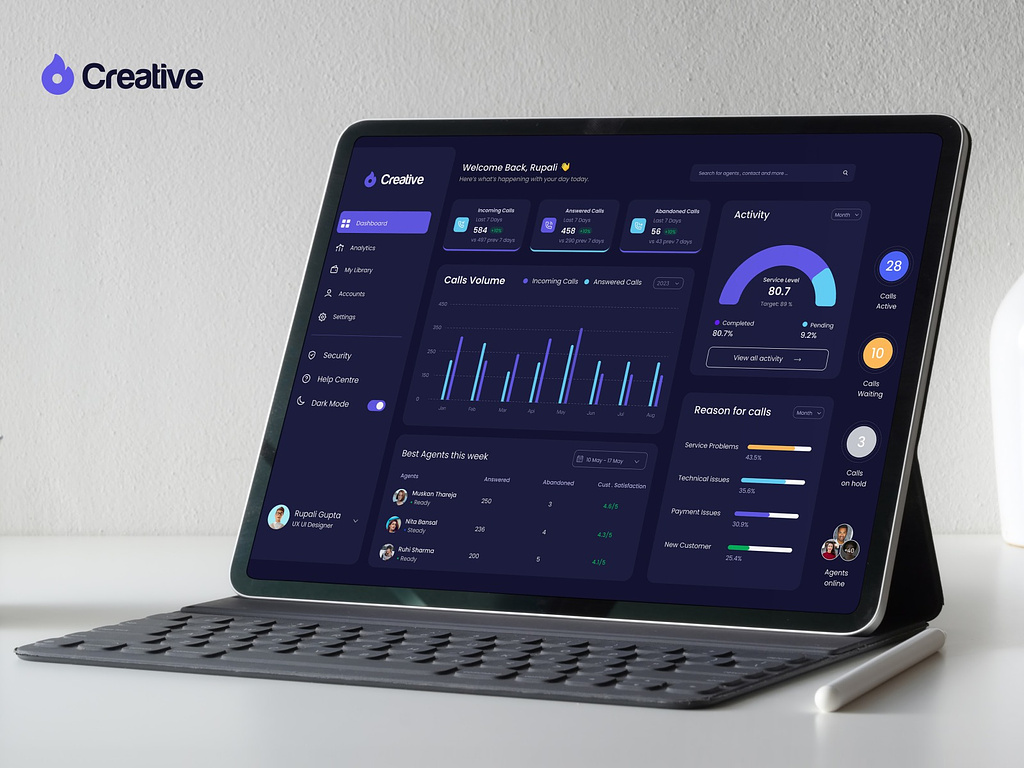 Creative
Creative
Dashboard
Analytics
My Library
Accounts
Settings
Security
Help Centre
Dark Mode
Rupali Gupta
UX UI Designer
Welcome Back, Rupali 👋
Here's what's happening with your day today.
Search for agents , contact and more ..
Incoming Calls
Last 7 Days
584 +10%
vs 497 prev 7 days
Answered Calls
Last 7 Days
458 +10%
vs 290 prev 7 days
Abandoned Calls
Last 7 Days
56 +10%
vs 43 prev 7 days
Calls Volume
Incoming Calls
Answered Calls
2023
450
350
250
150
0
Jan Feb Mar Apl May Jun Jul Aug
Best Agents this week
10 May - 17 May
Agents Answered Abandoned Cust . Satisfaction
Muskan Thareja
Ready
250 3 4.5/5
Nita Bansal
Steady
236 4 4.3/5
Ruhi Sharma
Ready
200 5 4.1/5
Activity
Month
Service Level
80.7
Target: 89 %
Completed
80.7%
Pending
9.2%
View all activity →
Reason for calls
Month
Service Problems
43.5%
Technical issues
35.6%
Payment Issues
30.9%
New Customer
25.4%
28
Calls
Active
10
Calls
Waiting
3
Calls
on hold
+40
Agents
online